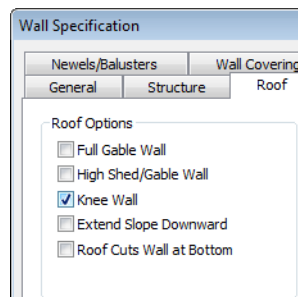 Wall Specification
Newels/Balusters Wall Covering
General Structure Roof
Roof Options
Full Gable Wall
High Shed/Gable Wall
Knee Wall
Extend Slope Downward
Roof Cuts Wall at Bottom